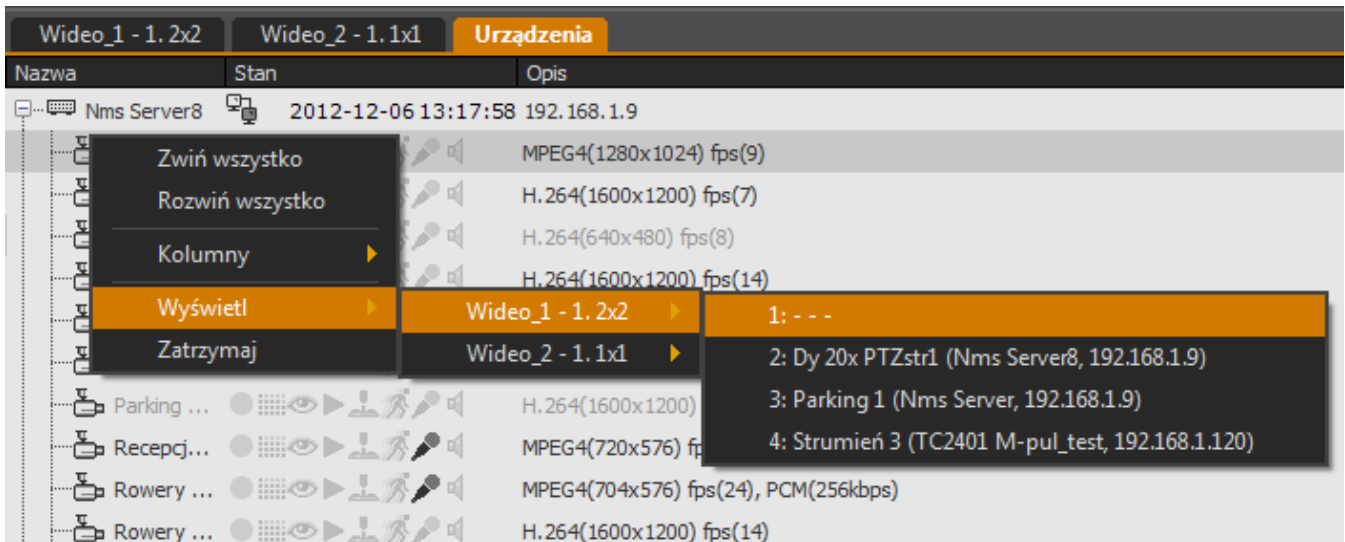 Wideo_1 - 1. 2x2 Wideo_2 - 1. 1x1 Urządzenia
Nazwa Stan Opis
Nms Server8 2012-12-06 13:17:58 192.168.1.9
MPEG4(1280x1024) fps(9)
Zwiń wszystko
Rozwiń wszystko H.264(1600x1200) fps(7)
H.264(640x480) fps(8)
Kolumny
H.264(1600x1200) fps(14)
Wyświetl Wideo_1 - 1. 2x2 1: - - -
Zatrzymaj Wideo_2 - 1. 1x1 2: Dy 20x PTZstr1 (Nms Server8, 192.168.1.9)
Parking ... H.264(1600x1200) 3: Parking 1 (Nms Server, 192.168.1.9)
Recepcj... MPEG4(720x576) 4: Strumień 3 (TC2401 M-pul_test, 192.168.1.120)
Rowery ... MPEG4(704x576) fps(24), PCM(256kbps)
Rowery ... H.264(1600x1200) fps(14)